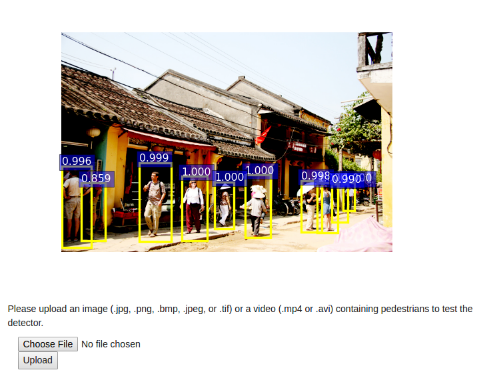 0.996
0.859
0.999
1.000
1.000
1.000
0.998
0.990
Please upload an image (.jpg, .png, .bmp, .jpeg, or .tif) or a video (.mp4 or .avi) containing pedestrians to test the
detector.
Choose File No file chosen
Upload